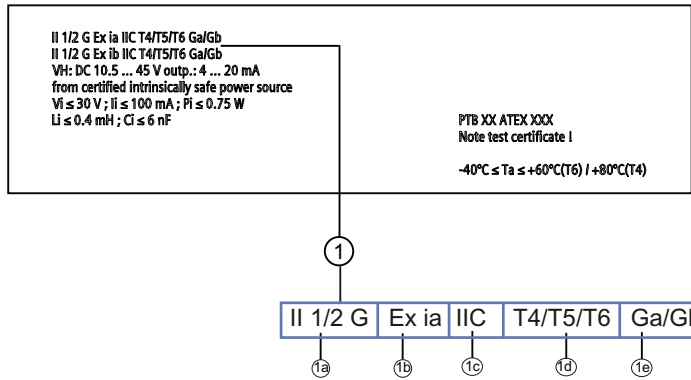 II 1/2 G Ex ia IIC T4/T5/T6 Ga/Gb
II 1/2 G Ex ib IIC T4/T5/T6 Ga/Gb
VH: DC 10.5 ... 45 V outp.: 4 ... 20 mA
from certified intrinsically safe power source
Vi ≤ 30 V ; Ii ≤ 100 mA ; Pi ≤ 0.75 W
Li ≤ 0.4 mH ; Ci ≤ 6 nF
PTB XX ATEX XXX
Note test certificate !
-40°C ≤ Ta ≤ +60°C(T6) / +80°C(T4)
1
II 1/2 G Ex ia IIC T4/T5/T6
1a 1b 1c 1d 1e